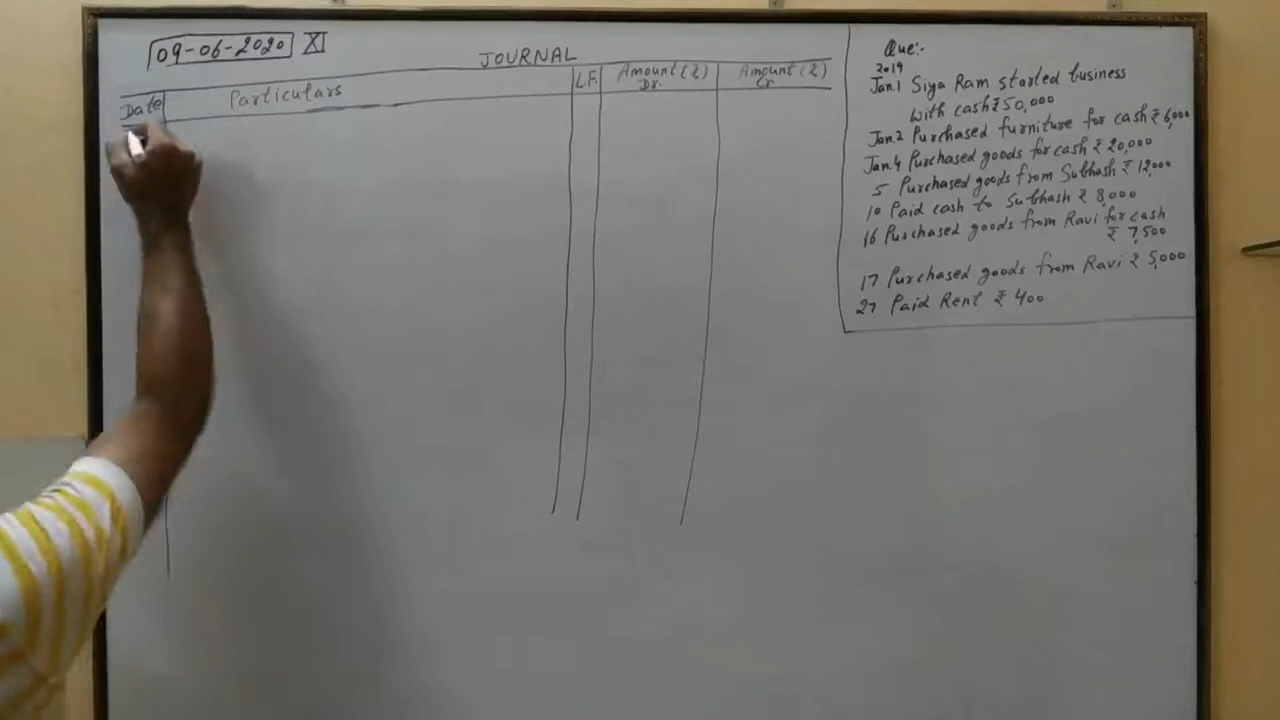 09-06-2020 XI
JOURNAL
Date Particulars L.F. Amount (₹) Amount (₹)
Dr. Cr
Que:-
2019
Jan.1 Siya Ram started business
with cash ₹ 50,000
Jan.2 Purchased furniture for cash ₹ 6,000
Jan.4 Purchased goods for cash ₹ 20,000
5 Purchased goods from Subhash ₹ 12,000
10 Paid cash to Subhash ₹ 8,000
16 Purchased goods from Ravi for cash
₹ 7,500
17 Purchased goods from Ravi ₹ 5,000
27 Paid Rent ₹ 400